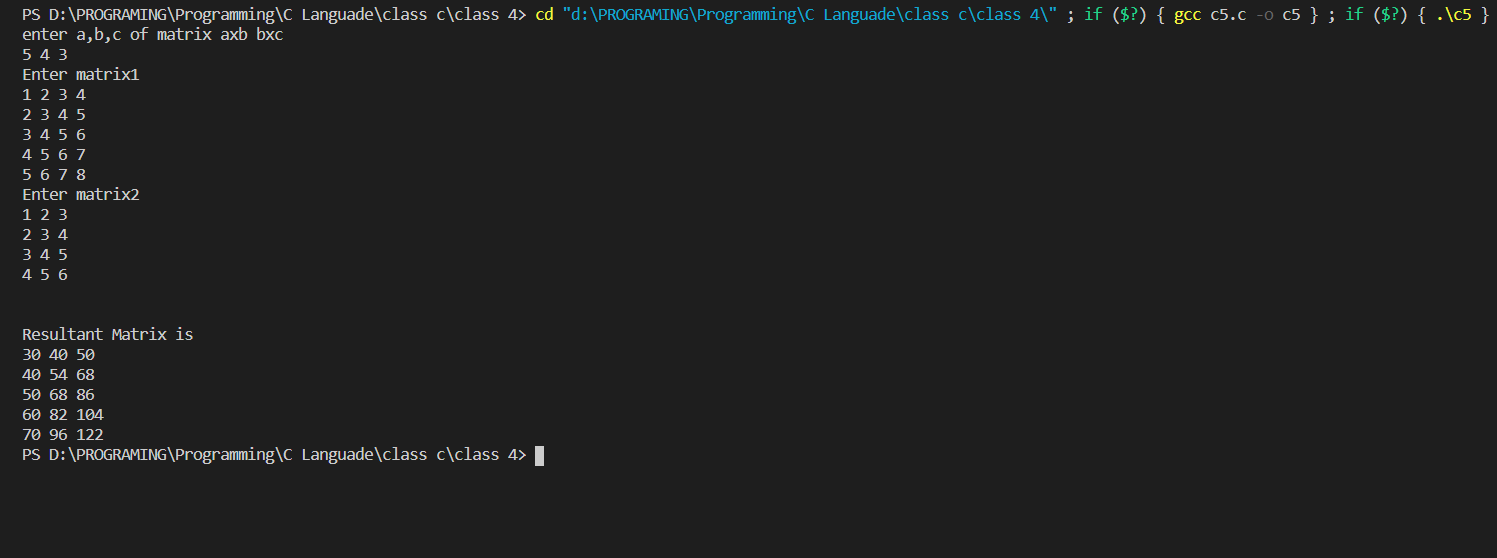 PS D:\PROGRAMING\Programming\C Languade\class c\class 4> cd "d:\PROGRAMING\Programming\C Languade\class c\class 4\" ; if ($?) { gcc c5.c -o c5 } ; if ($?) { .\c5 }
enter a,b,c of matrix axb bxc
5 4 3
Enter matrix1
1 2 3 4
2 3 4 5
3 4 5 6
4 5 6 7
5 6 7 8
Enter matrix2
1 2 3
2 3 4
3 4 5
4 5 6
Resultant Matrix is
30 40 50
40 54 68
50 68 86
60 82 104
70 96 122
PS D:\PROGRAMING\Programming\C Languade\class c\class 4>